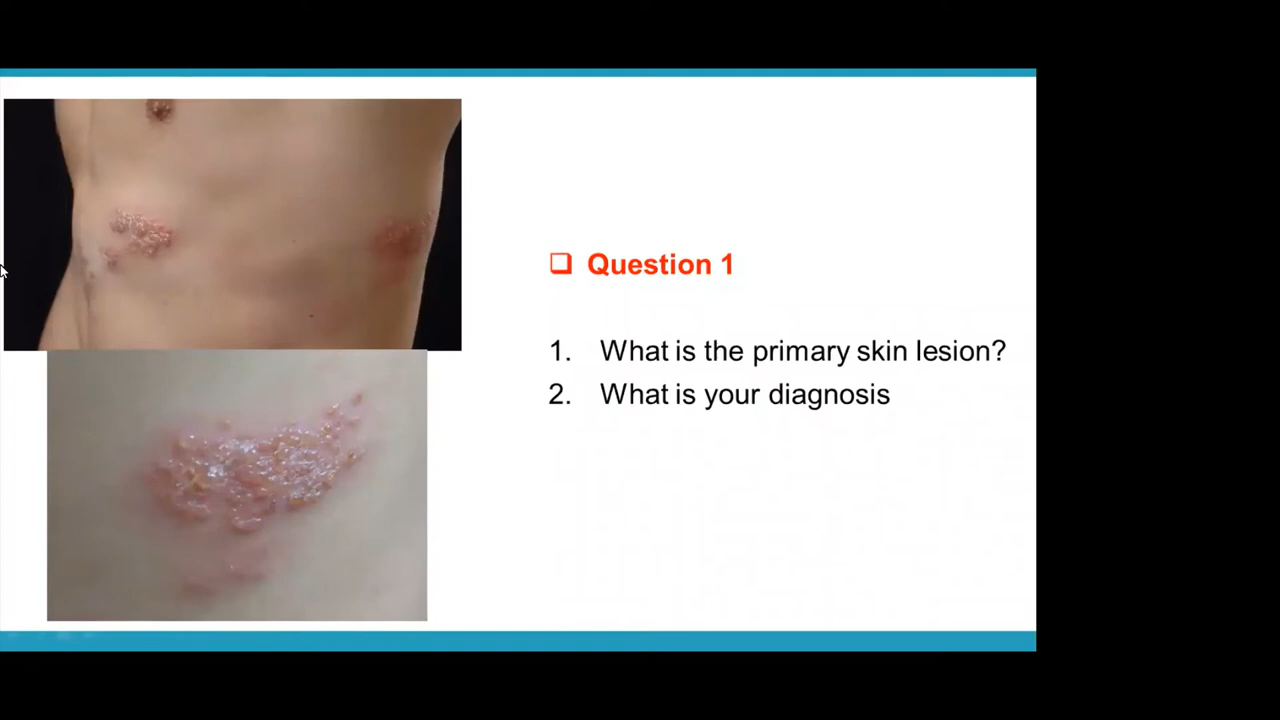 Question 1
1. What is the primary skin lesion?
2. What is your diagnosis